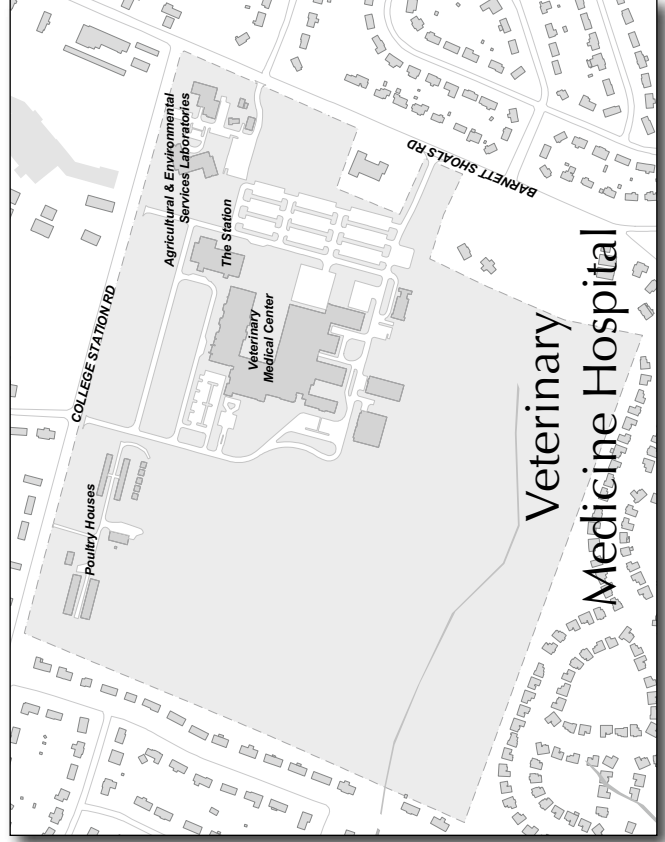 Agricultural & Environmental
Services Laboratories
The Station
Veterinary
Medical Center
COLLEGE STATION RD
Poultry Houses
BARNETT SHOALS RD
Veterinary
Medicine Hospital